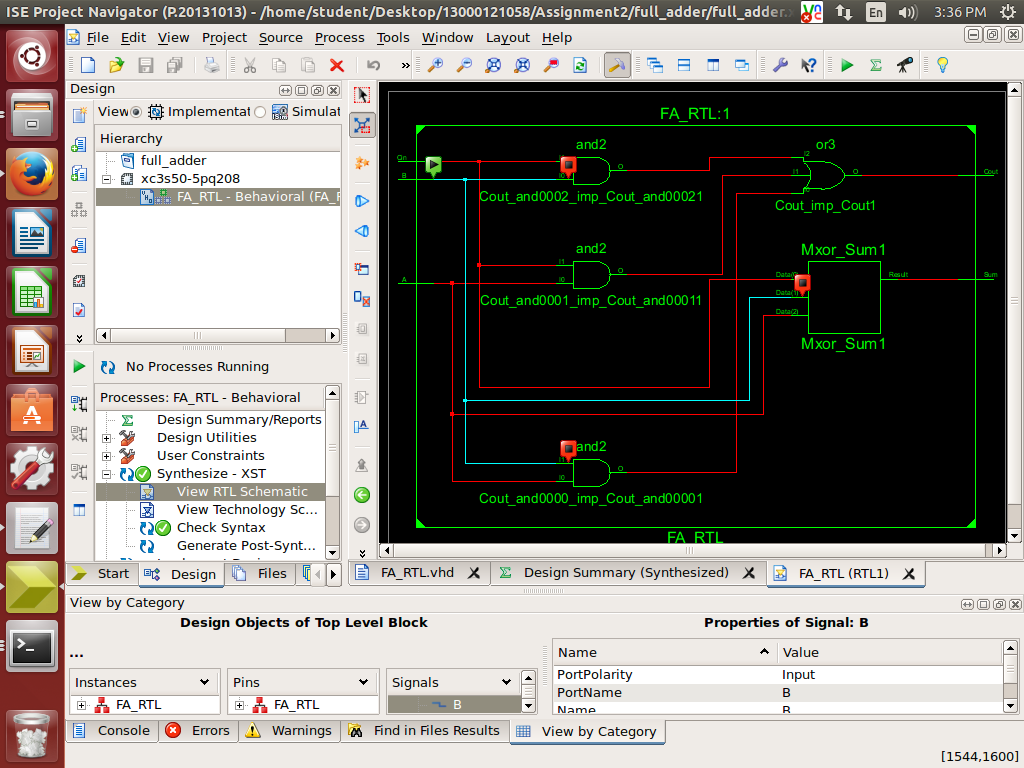 ISE Project Navigator (P.20131013) - /home/student/Desktop/13000121058/Assignment2/full_adder/full_adder.
En
3:36 PM
File Edit View Project Source Process Tools Window Layout Help
Design
View Implementat Simulat
Hierarchy
full_adder
xc3s50-5pq208
FA_RTL - Behavioral (FA_F
No Processes Running
Processes: FA_RTL - Behavioral
Design Summary/Reports
Design Utilities
User Constraints
Synthesize - XST
View RTL Schematic
View Technology Sc...
Check Syntax
Generate Post-Synt...
Start Design Files
FA_RTL:1
and2
or3
B
O
I0
I2
I1
O
Cout
Cout_and0002_imp_Cout_and00021
Cout_imp_Cout1
and2
Mxor_Sum1
A
I1
I0
O
Data(1)
Data(2)
Result
Sum
Cout_and0001_imp_Cout_and00011
Mxor_Sum1
and2
I0
O
Cout_and0000_imp_Cout_and00001
FA_RTL
FA_RTL.vhd
Design Summary (Synthesized)
FA_RTL (RTL1)
View by Category
Design Objects of Top Level Block
Properties of Signal: B
...
Instances
Pins
Signals
FA_RTL
FA_RTL
B
Name Value
PortPolarity Input
PortName B
Name B
Console Errors Warnings Find in Files Results View by Category
[1544,1600]